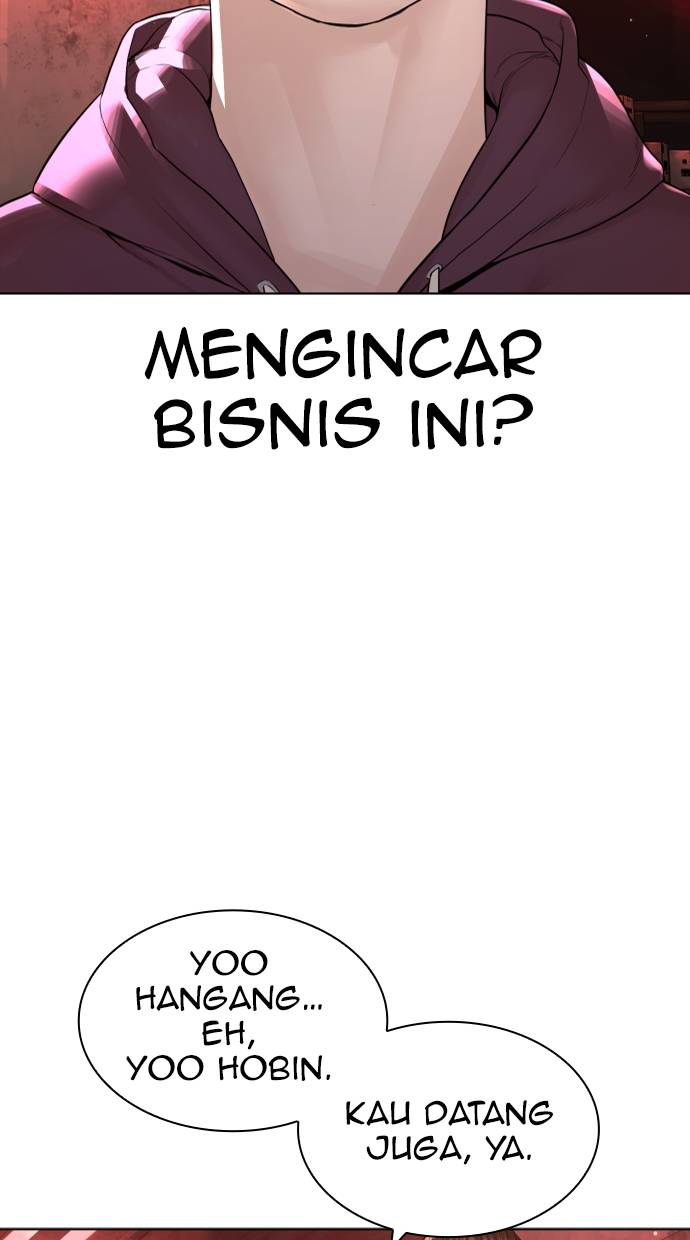 MENGINCAR
BISNIS INI?
YOO
HANGANG...
EH,
YOO HOBIN.
KAU DATANG
JUGA, YA.